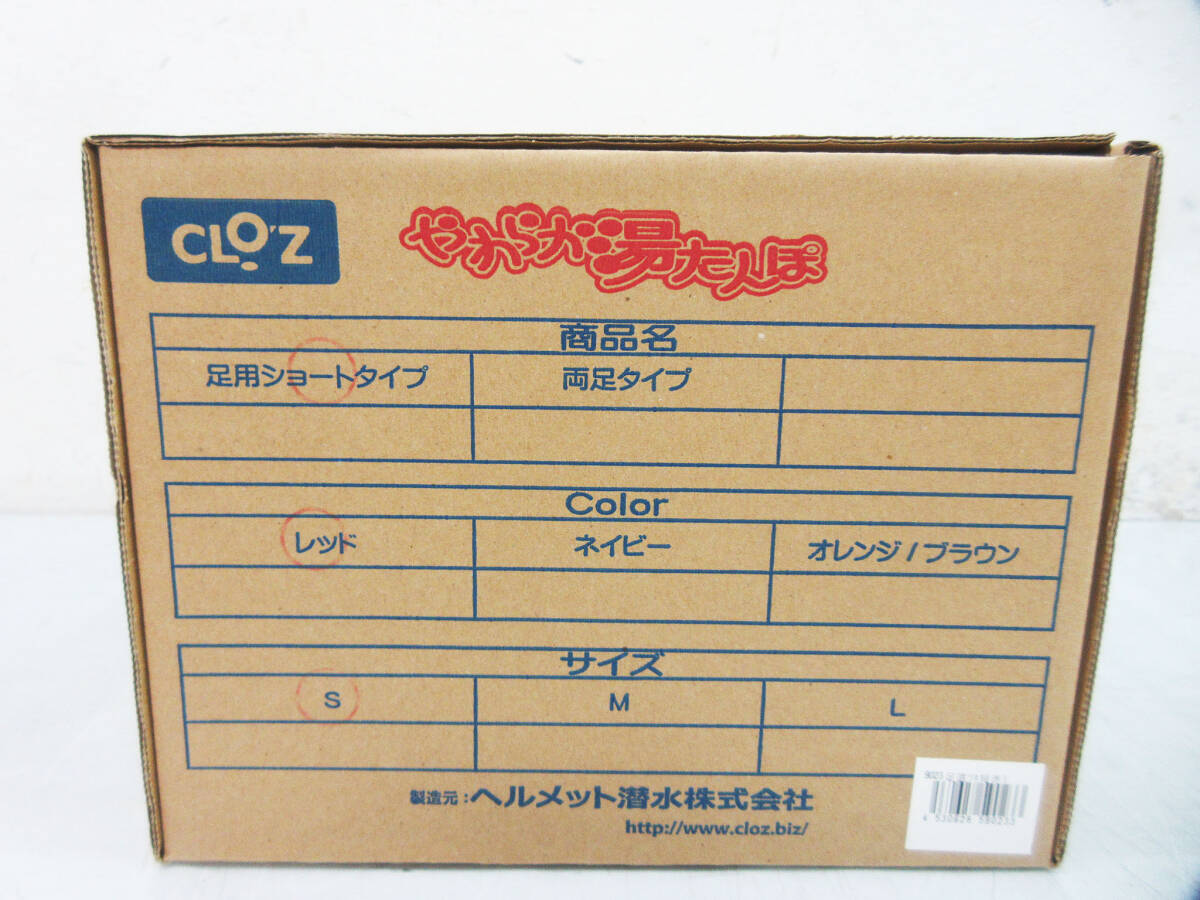 CLO'Z
やわらか湯たんぽ
商品名
足用ショートタイプ 両足タイプ
Color
レッド ネイビー オレンジ/ブラウン
サイズ
S M L
製造元:ヘルメット潜水株式会社
http://www.cloz.biz/